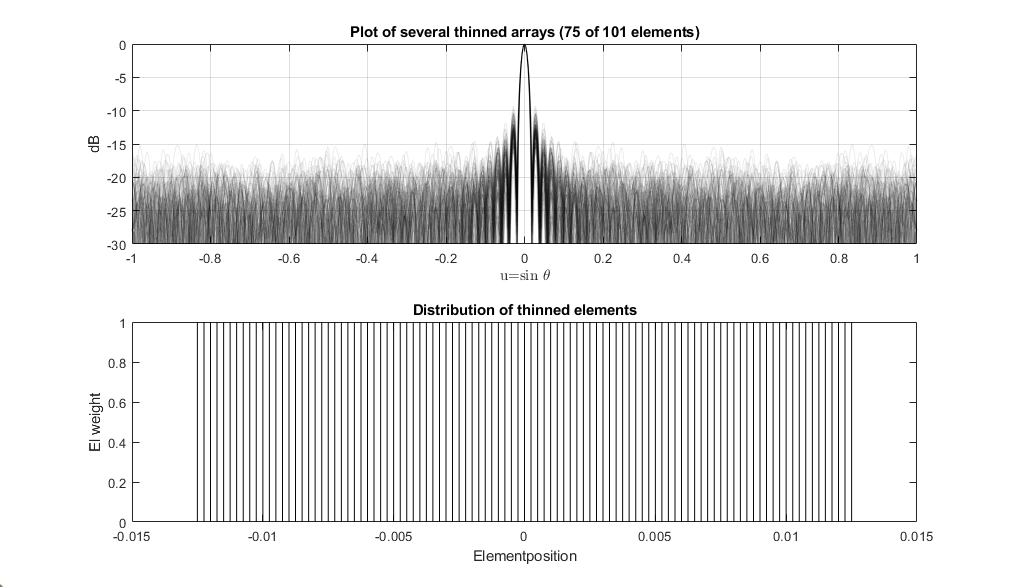 Plot of several thinned arrays (75 of 101 elements)
0
-5
-10
-15
-20
-25
-30
dB
-1 -0.8 -0.6 -0.4 -0.2 0 0.2 0.4 0.6 0.8 1
u=sin θ
Distribution of thinned elements
1
0.8
0.6
0.4
0.2
0
El weight
-0.015 -0.01 -0.005 0 0.005 0.01 0.015
Elementposition